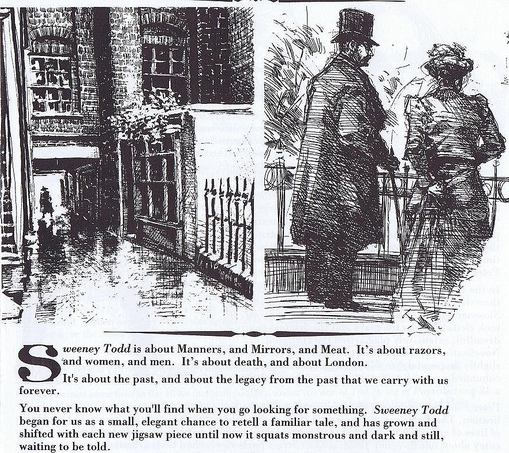 Sweeney Todd is about Manners, and Mirrors, and Meat. It's about razors,
and women, and men. It's about death, and about London.
It's about the past, and about the legacy from the past that we carry with us
forever.
You never know what you'll find when you go looking for something. Sweeney Todd
began for us as a small, elegant chance to retell a familiar tale, and has grown and
shifted with each new jigsaw piece until now it squats monstrous and dark and still,
waiting to be told.